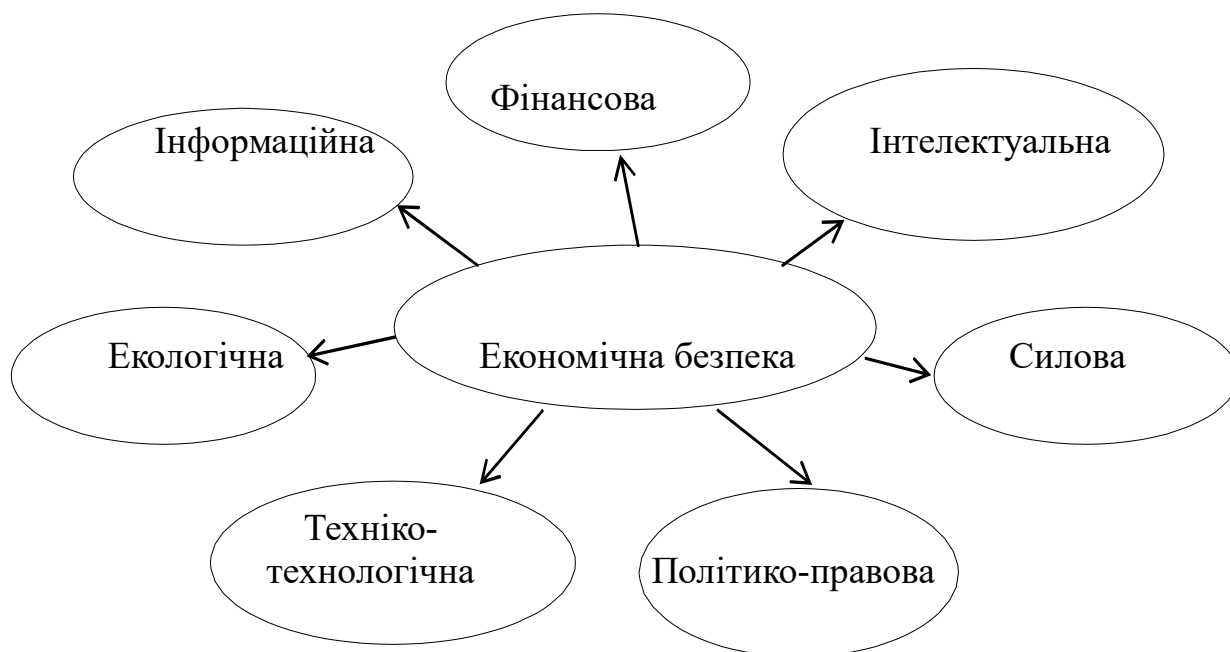 Фінансова
Інформаційна
Інтелектуальна
Екологічна
Економічна безпека
Силова
Техніко-
технологічна
Політико-правова